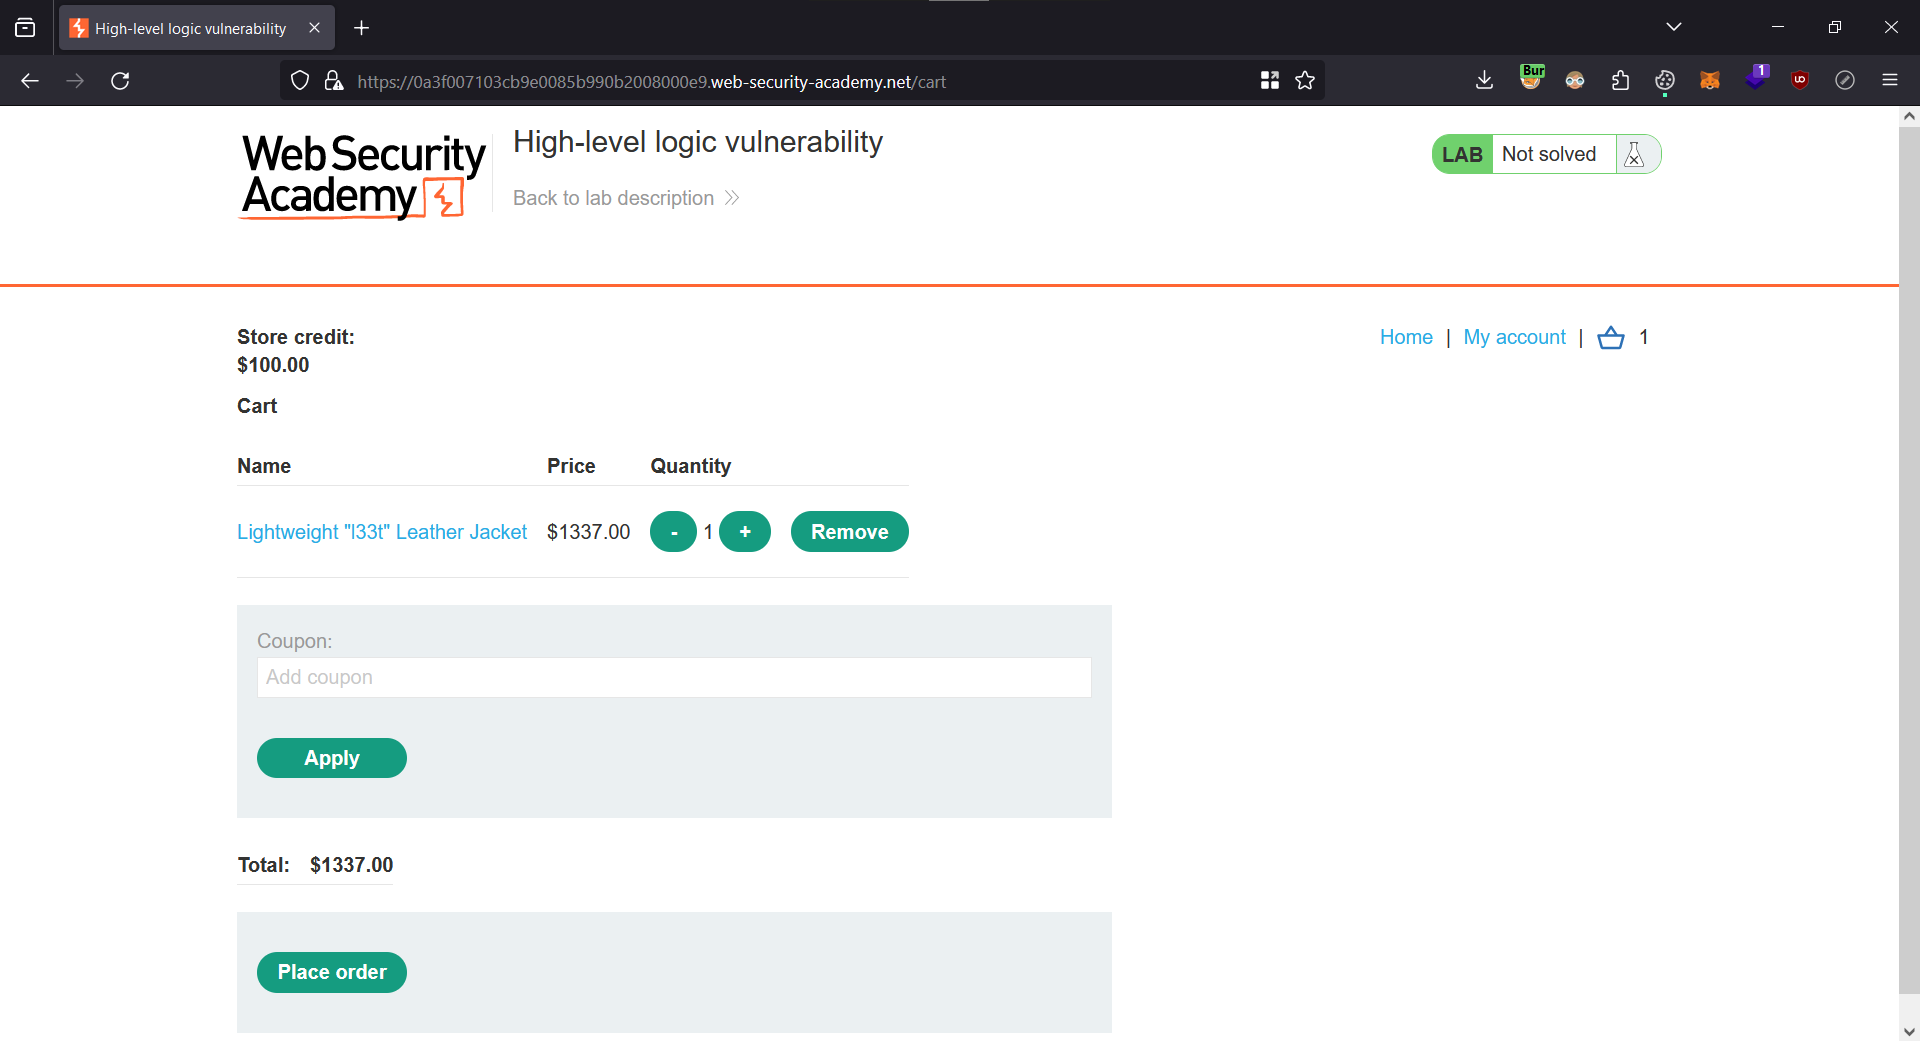 High-level logic vulnerability
https://0a3f007103cb9e0085b990b2008000e9.web-security-academy.net/cart
Bur
1
Web Security
Academy
High-level logic vulnerability
Back to lab description
LAB Not solved
Store credit:
$100.00
Home | My account | 1
Cart
Name Price Quantity
Lightweight "l33t" Leather Jacket $1337.00 - 1 + Remove
Coupon:
Add coupon
Apply
Total: $1337.00
Place order